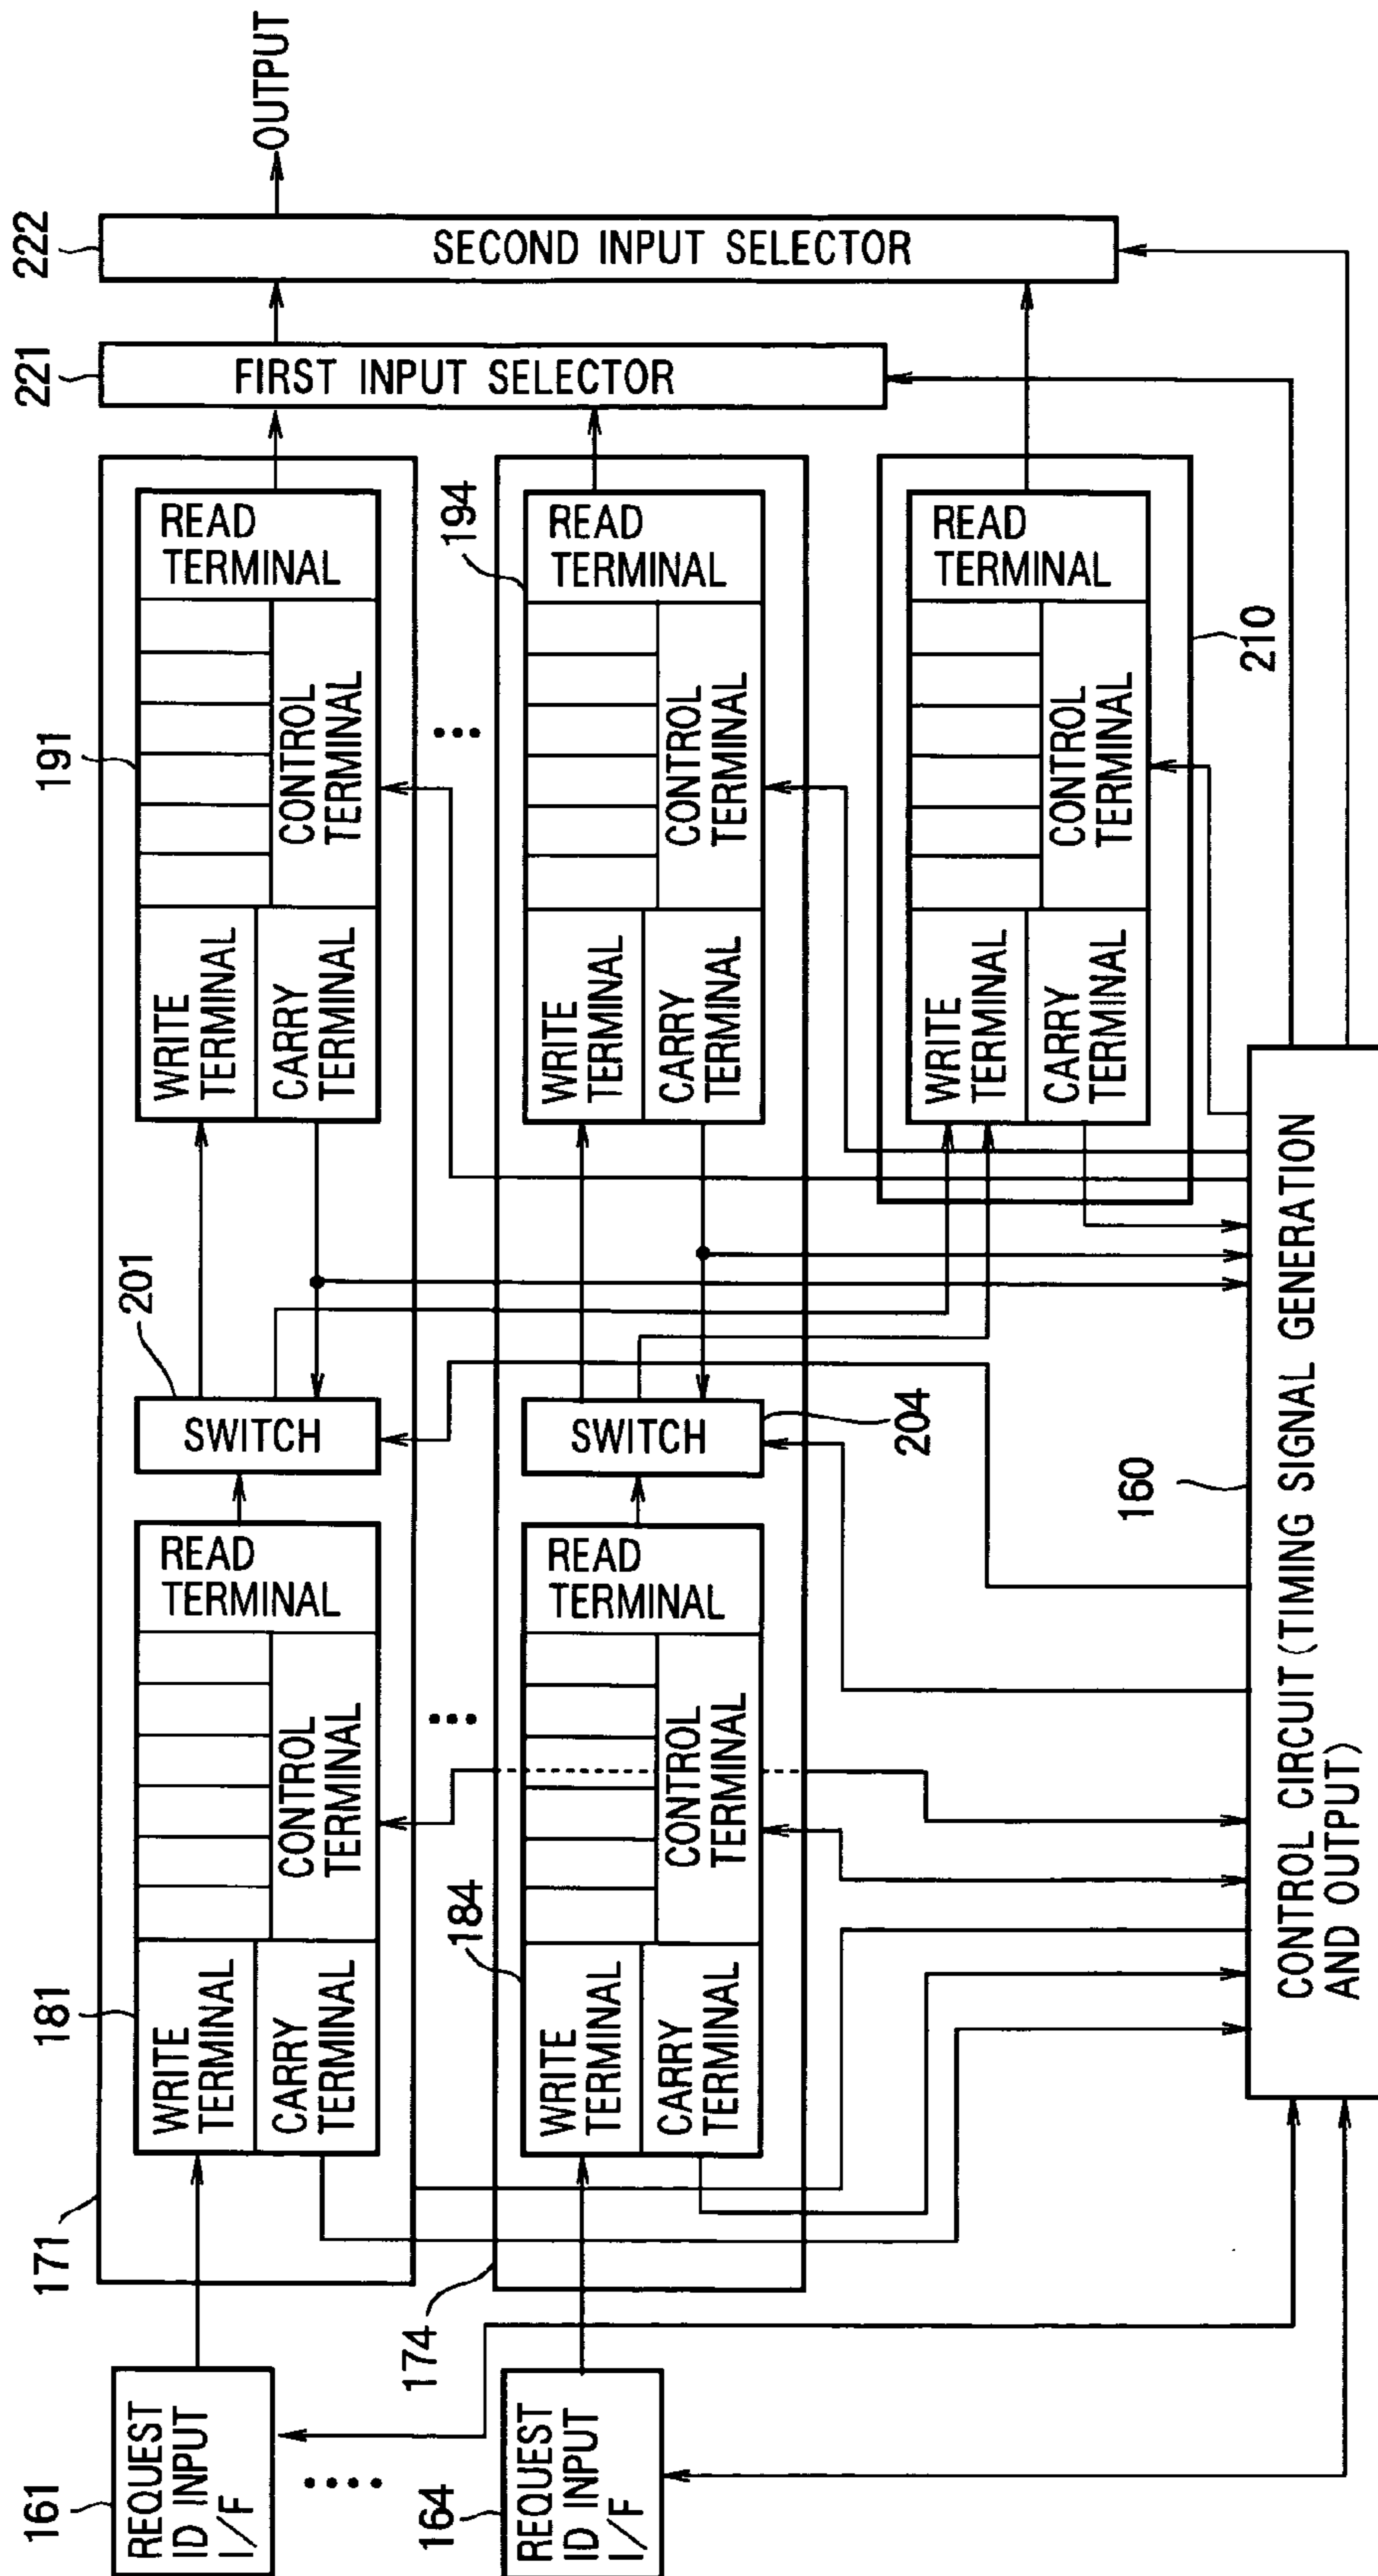 161
REQUEST
ID INPUT
I/F
171
181
WRITE
TERMINAL
CARRY
TERMINAL
CONTROL
TERMINAL
READ
TERMINAL
201
SWITCH
191
WRITE
TERMINAL
CARRY
TERMINAL
CONTROL
TERMINAL
READ
TERMINAL
221
FIRST INPUT SELECTOR
222
SECOND INPUT SELECTOR
OUTPUT
164
REQUEST
ID INPUT
I/F
174
184
WRITE
TERMINAL
CARRY
TERMINAL
CONTROL
TERMINAL
READ
TERMINAL
SWITCH
204
194
WRITE
TERMINAL
CARRY
TERMINAL
CONTROL
TERMINAL
READ
TERMINAL
WRITE
TERMINAL
CARRY
TERMINAL
CONTROL
TERMINAL
READ
TERMINAL
210
160
CONTROL CIRCUIT (TIMING SIGNAL GENERATION
AND OUTPUT)